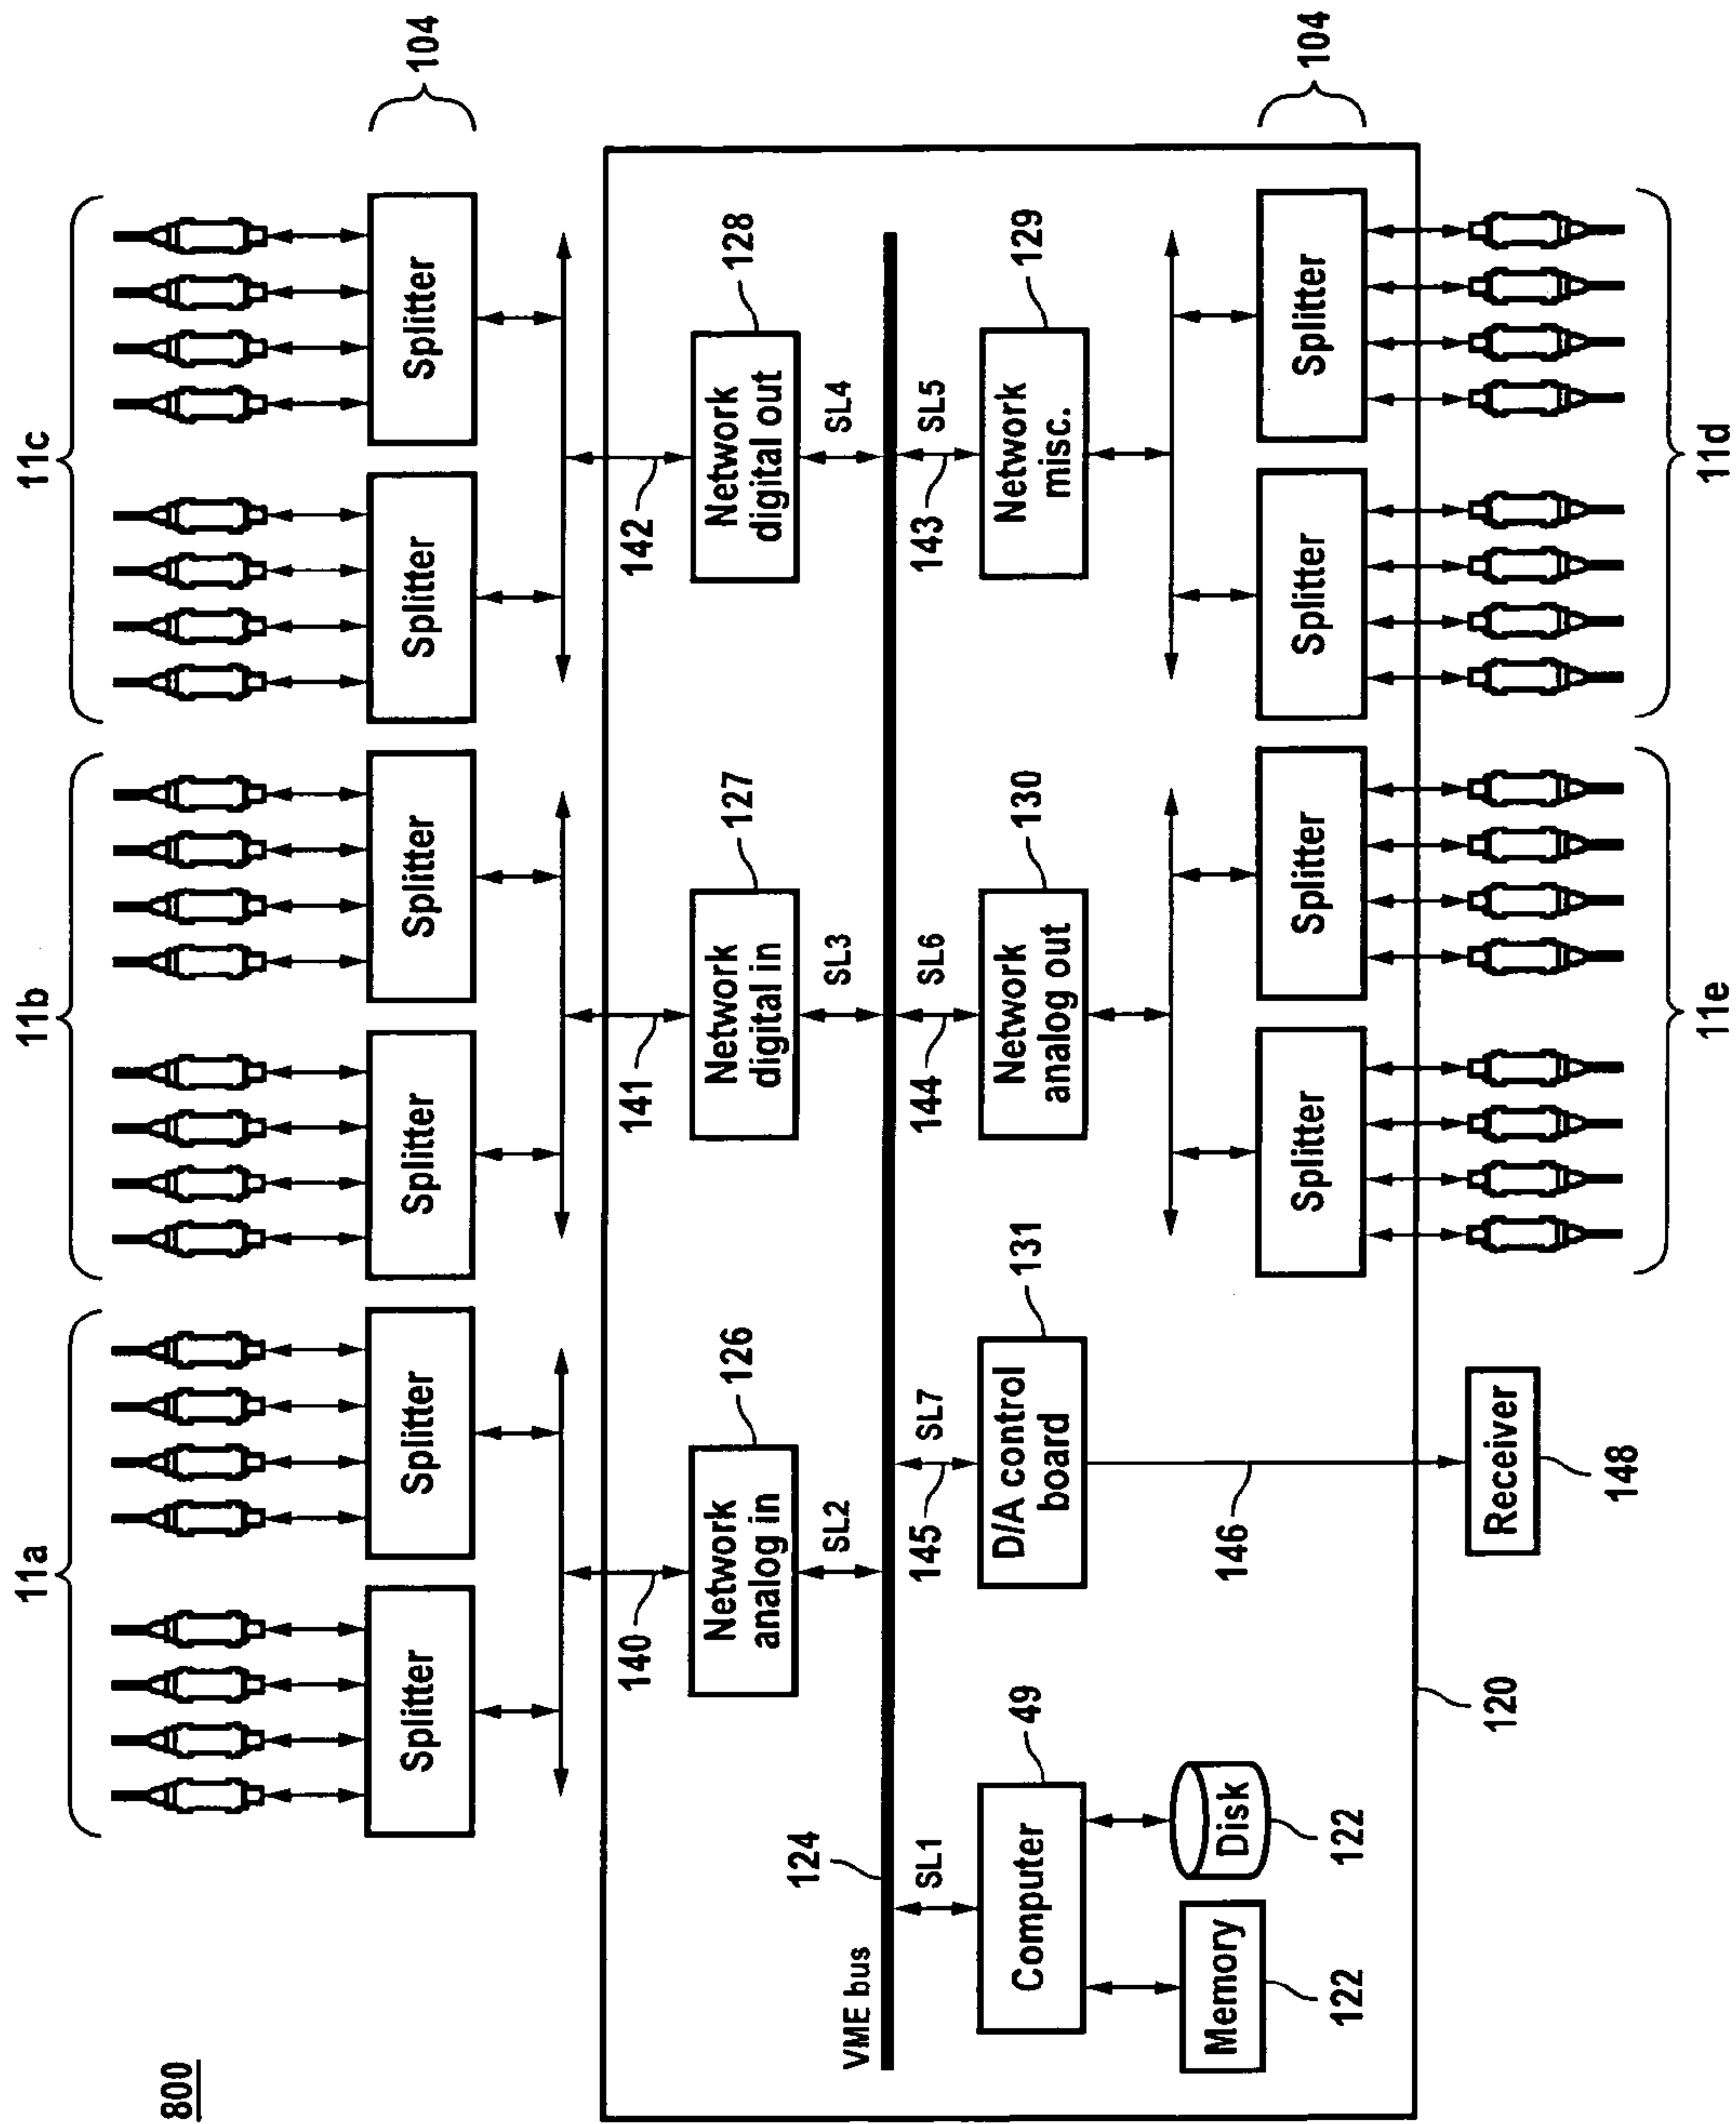 800
11a
11b
11c
104
Splitter
Splitter
Splitter
Splitter
Splitter
Splitter
140
141
142
Network
analog in
126
Network
digital in
127
Network
digital out
128
124
VME bus
SL1
SL2
SL3
SL4
145
SL7
144
SL6
143
SL5
Computer
49
D/A control
board
131
Network
analog out
130
Network
misc.
129
Memory
122
Disk
122
146
Splitter
Splitter
Splitter
Splitter
104
120
Receiver
148
11e
11d